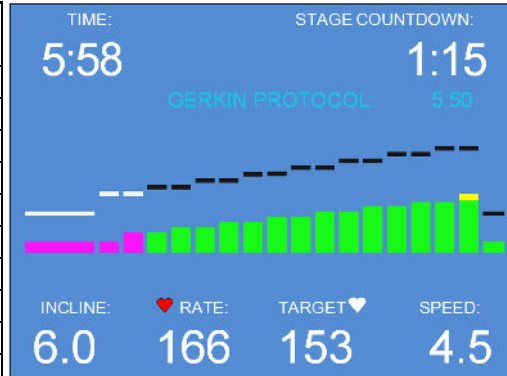 TIME: STAGE COUNTDOWN:
5:58 1:15
GERKIN PROTOCOL: 5:50
INCLINE: RATE: TARGET SPEED:
6.0 166 153 4.5